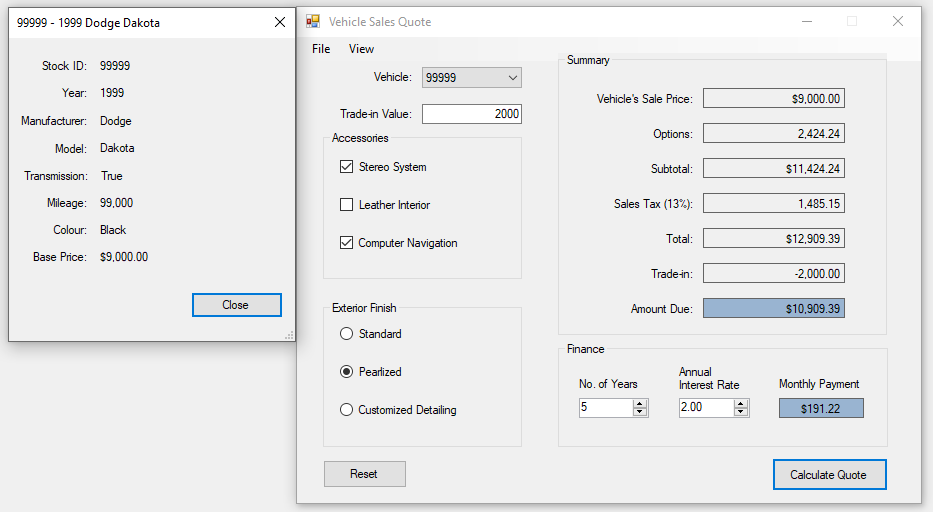 99999 - 1999 Dodge Dakota
Stock ID: 99999
Year: 1999
Manufacturer: Dodge
Model: Dakota
Transmission: True
Mileage: 99,000
Colour: Black
Base Price: $9,000.00
Close
Vehicle Sales Quote
File View
Vehicle: 99999
Trade-in Value: 2000
Accessories
Stereo System
Leather Interior
Computer Navigation
Exterior Finish
Standard
Pearlized
Customized Detailing
Reset
Summary
Vehicle's Sale Price: $9,000.00
Options: 2,424.24
Subtotal: $11,424.24
Sales Tax (13%): 1,485.15
Total: $12,909.39
Trade-in: -2,000.00
Amount Due: $10,909.39
Finance
No. of Years
Annual
Interest Rate
Monthly Payment
5
2.00
$191.22
Calculate Quote